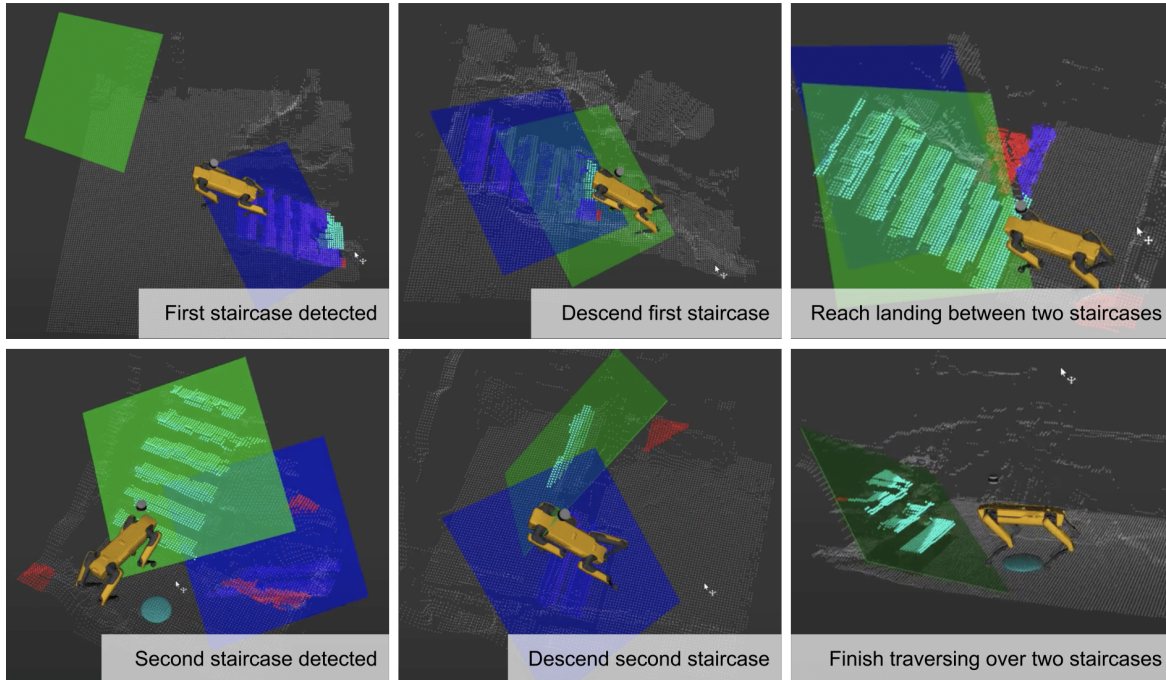 First staircase detected
Descend first staircase
Reach landing between two staircases
Second staircase detected
Descend second staircase
Finish traversing over two staircases